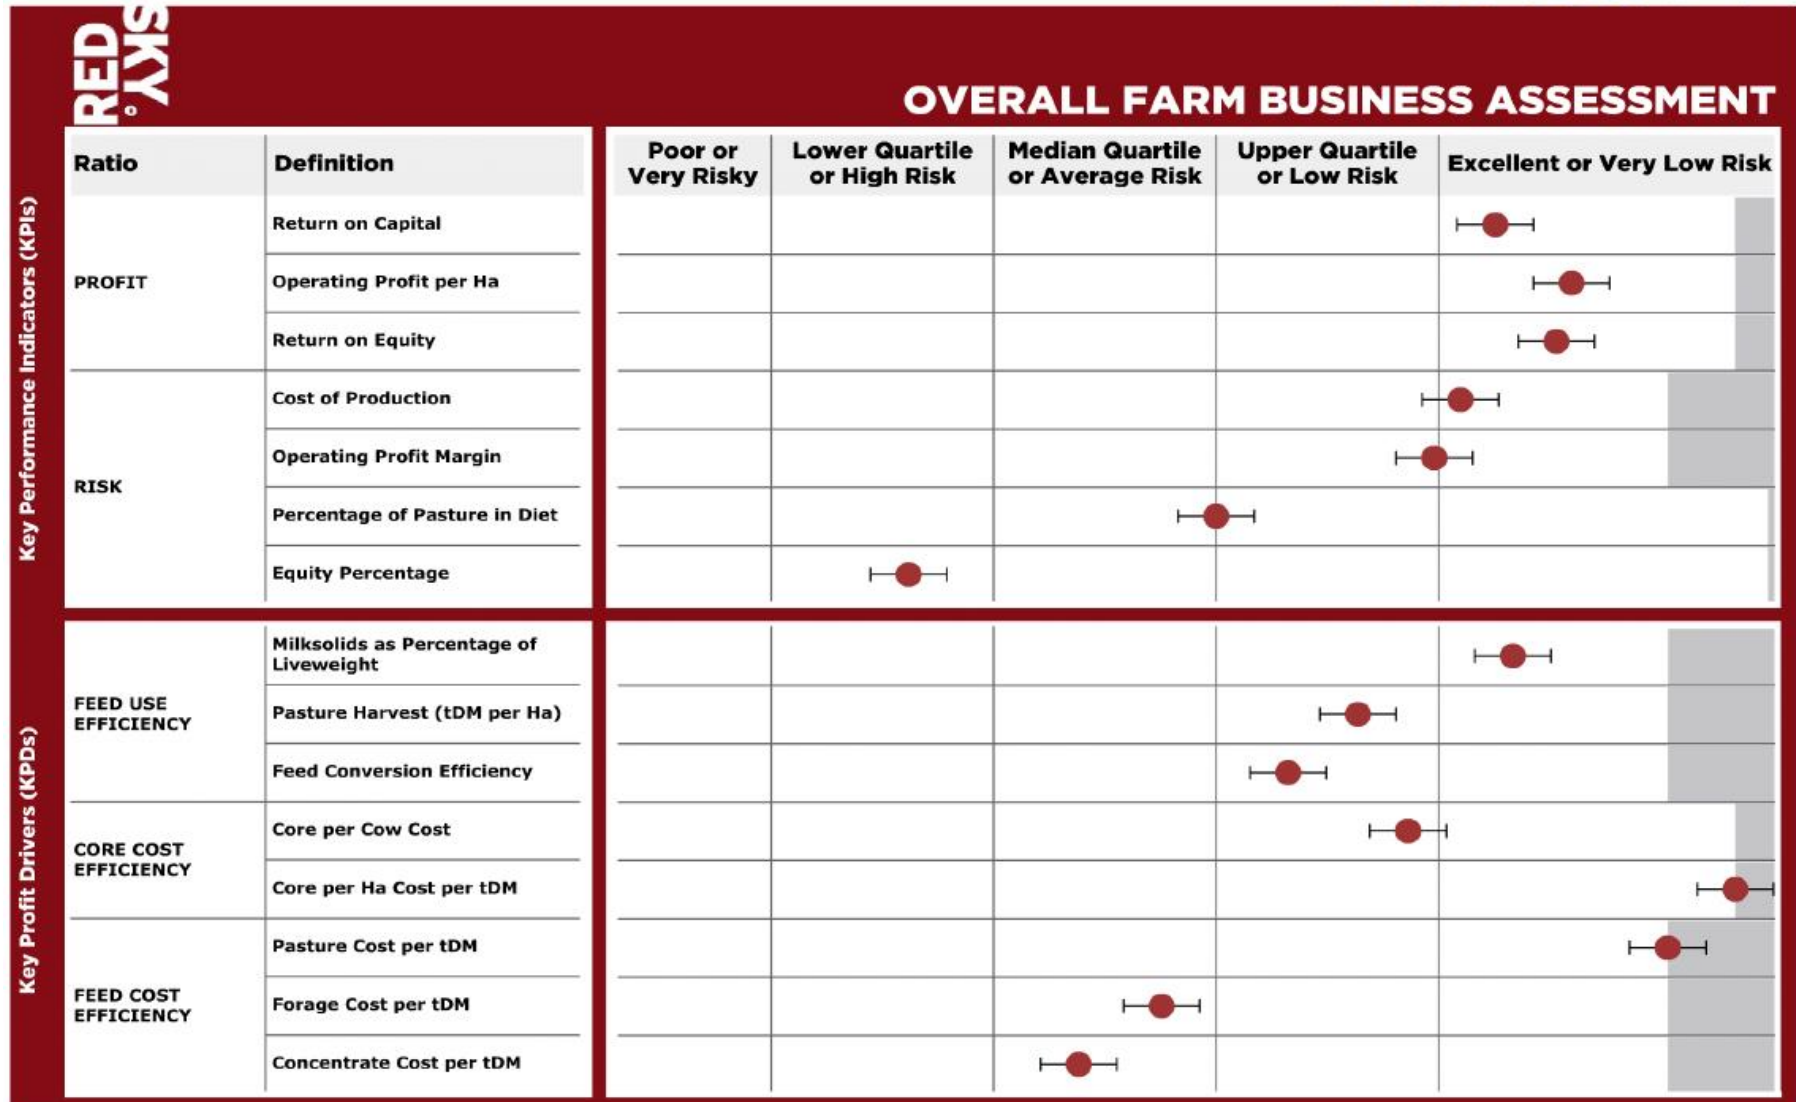 RED
SKY
©
OVERALL FARM BUSINESS ASSESSMENT
Ratio
Definition
Poor or
Very Risky
Lower Quartile
or High Risk
Median Quartile
or Average Risk
Upper Quartile
or Low Risk
Excellent or Very Low Risk
Key Performance Indicators (KPIs)
PROFIT
Return on Capital
Operating Profit per Ha
Return on Equity
RISK
Cost of Production
Operating Profit Margin
Percentage of Pasture in Diet
Equity Percentage
Key Profit Drivers (KPDs)
FEED USE
EFFICIENCY
Milksolids as Percentage of
Liveweight
Pasture Harvest (tDM per Ha)
Feed Conversion Efficiency
CORE COST
EFFICIENCY
Core per Cow Cost
Core per Ha Cost per tDM
FEED COST
EFFICIENCY
Pasture Cost per tDM
Forage Cost per tDM
Concentrate Cost per tDM